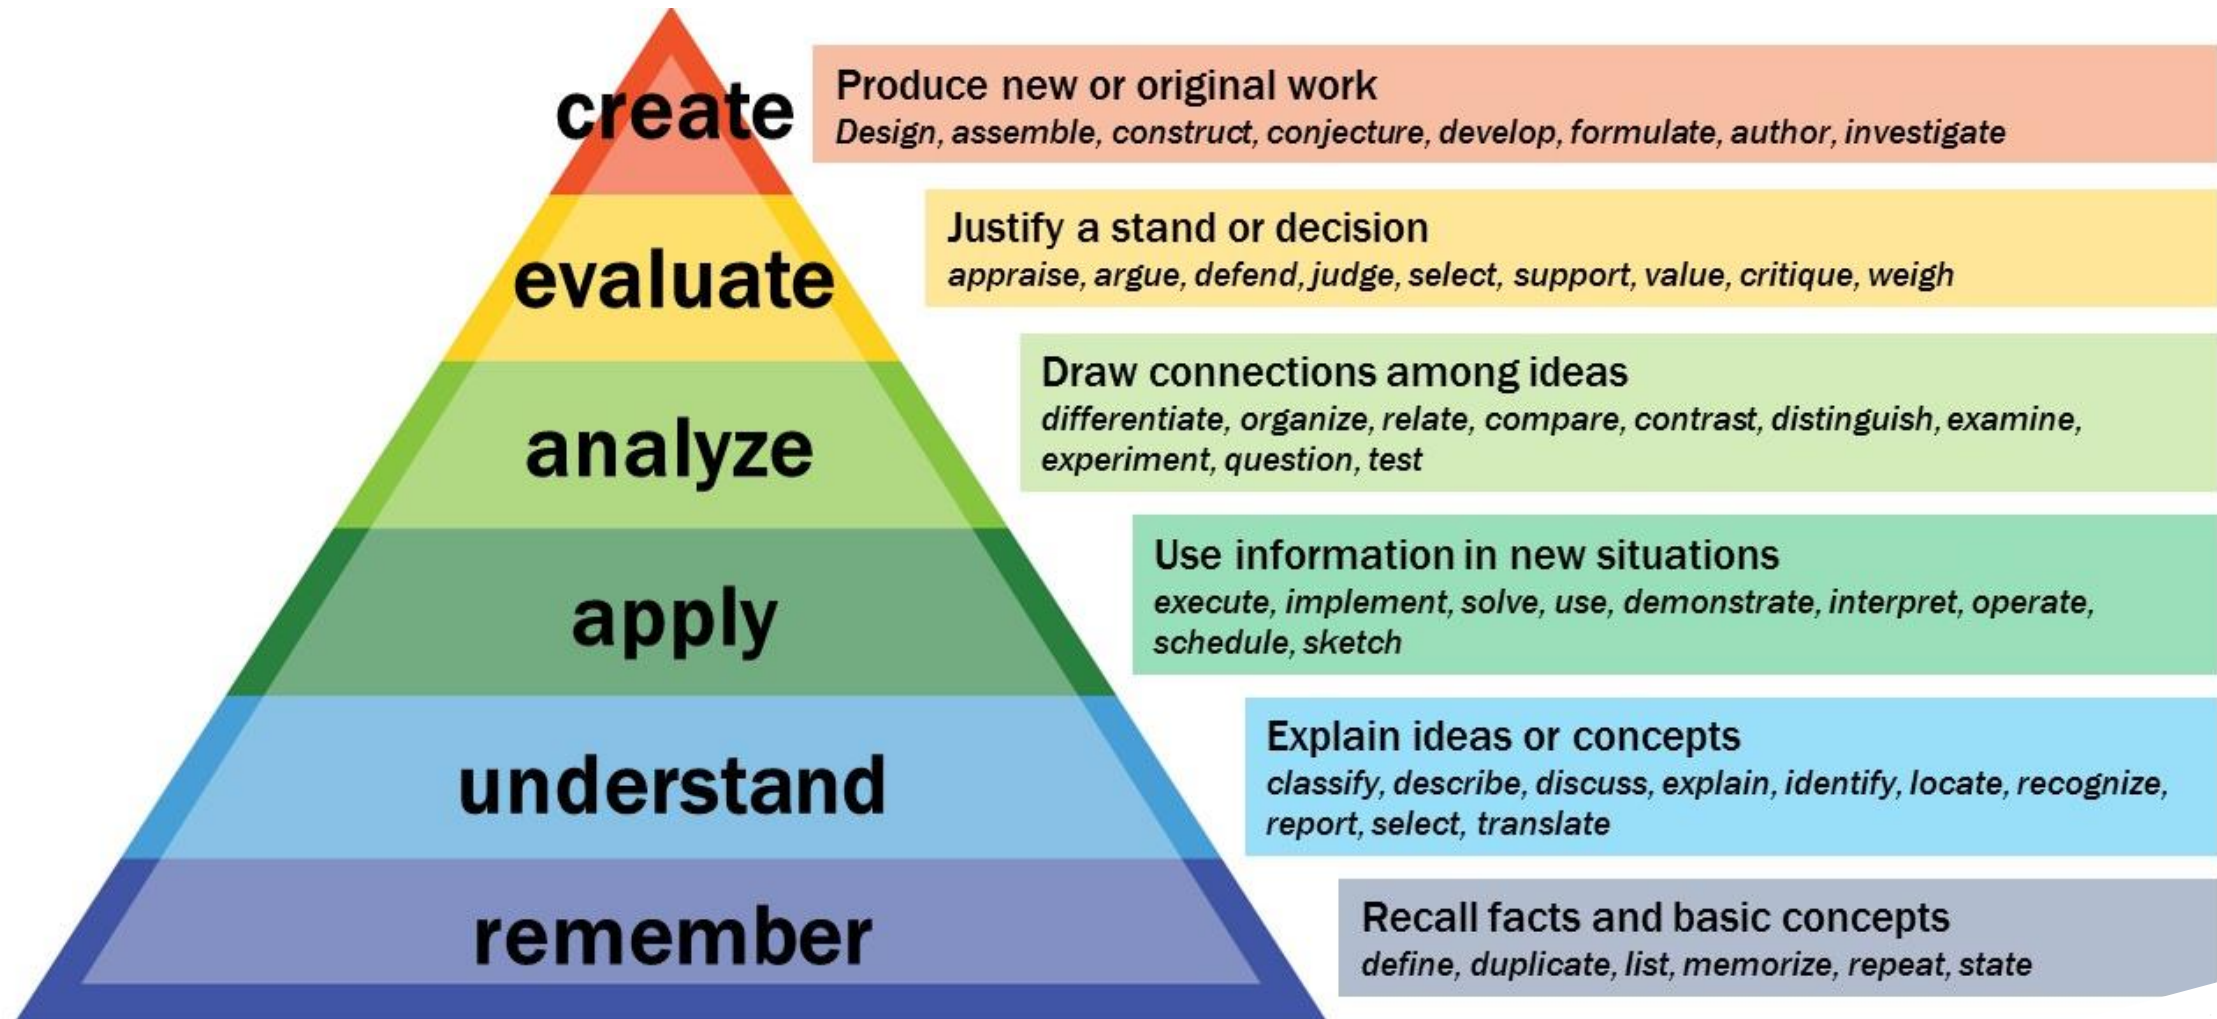 create
Produce new or original work
Design, assemble, construct, conjecture, develop, formulate, author, investigate
evaluate
Justify a stand or decision
appraise, argue, defend, judge, select, support, value, critique, weigh
analyze
Draw connections among ideas
differentiate, organize, relate, compare, contrast, distinguish, examine,
experiment, question, test
apply
Use information in new situations
execute, implement, solve, use, demonstrate, interpret, operate,
schedule, sketch
understand
Explain ideas or concepts
classify, describe, discuss, explain, identify, locate, recognize,
report, select, translate
remember
Recall facts and basic concepts
define, duplicate, list, memorize, repeat, state